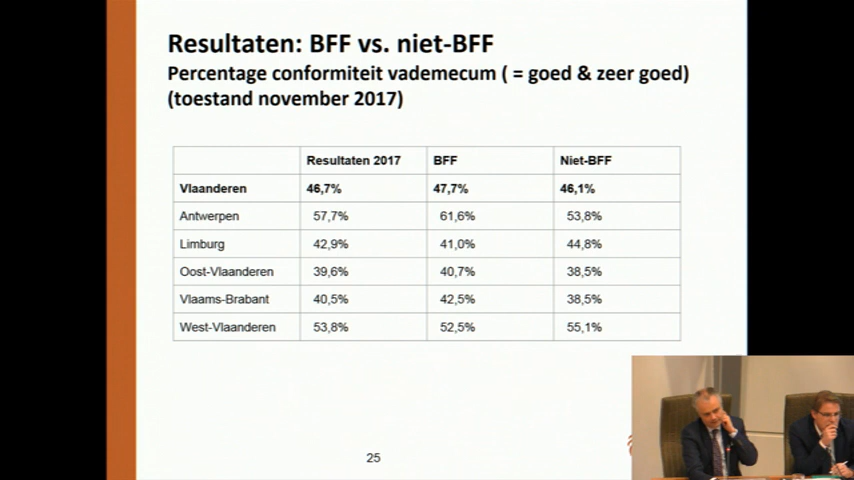 Resultaten: BFF vs. niet-BFF
Percentage conformiteit vademecum ( = goed & zeer goed)
(toestand november 2017)
Resultaten 2017 BFF Niet-BFF
Vlaanderen 46,7% 47,7% 46,1%
Antwerpen 57,7% 61,6% 53,8%
Limburg 42,9% 41,0% 44,8%
Oost-Vlaanderen 39,6% 40,7% 38,5%
Vlaams-Brabant 40,5% 42,5% 38,5%
West-Vlaanderen 53,8% 52,5% 55,1%
25